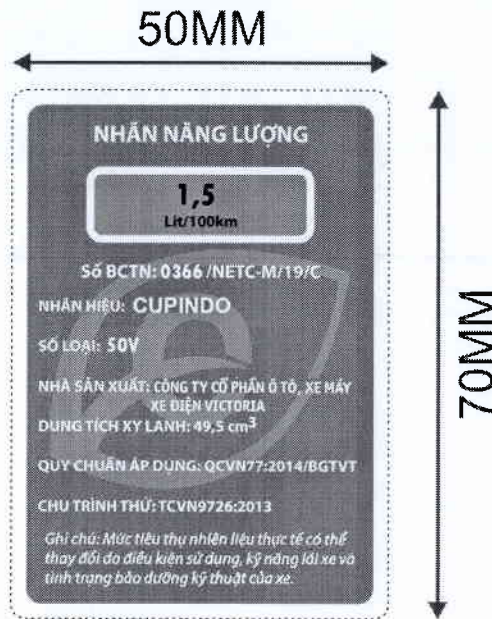 50MM
NHÃN NĂNG LƯỢNG
1,5
Lit/100km
Số BCTN: 0366 /NETC-M/19/C
NHÃN HIỆU: CUPINDO
SỐ LOẠI: 50V
NHÀ SẢN XUẤT: CÔNG TY CỔ PHẦN Ô TÔ, XE MÁY
XE ĐIỆN VICTORIA
DUNG TÍCH XY LANH: 49,5 cm³
QUY CHUẨN ÁP DỤNG: QCVN77:2014/BGTVT
CHU TRÌNH THỬ: TCVN9726:2013
Ghi chú: Mức tiêu thụ nhiên liệu thực tế có thể
thay đổi do điều kiện sử dụng, kỹ năng lái xe và
tình trạng bảo dưỡng kỹ thuật của xe.
70MM